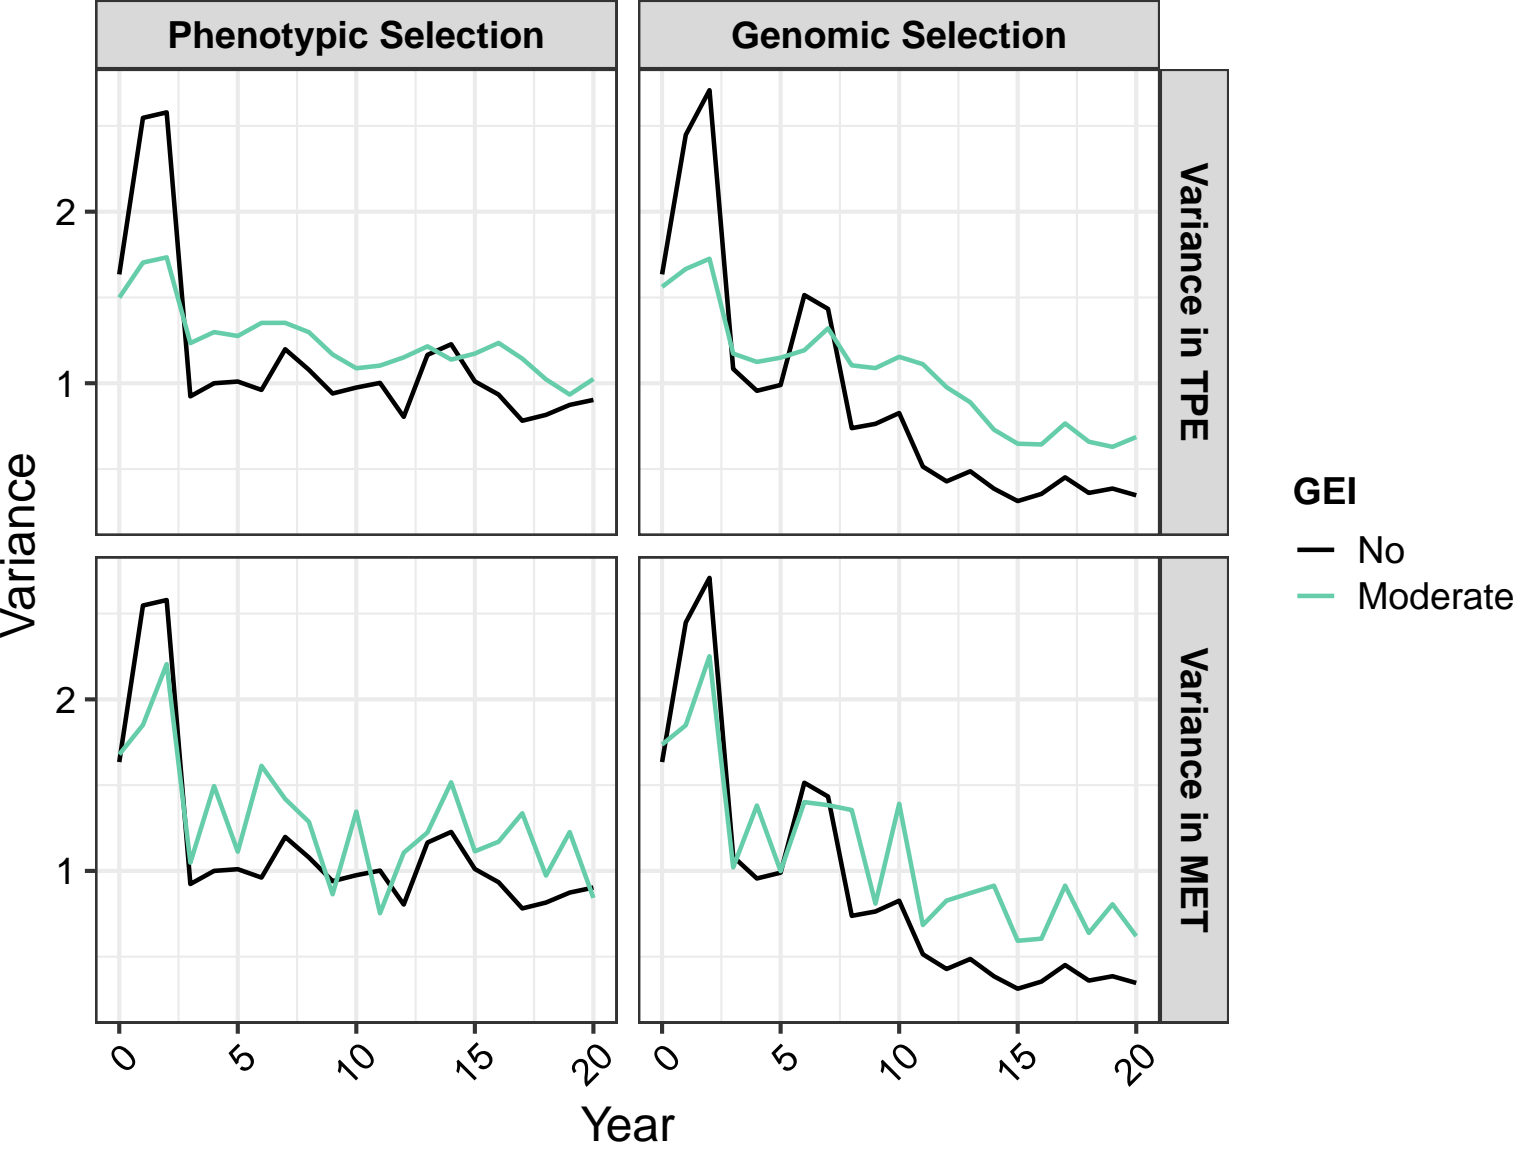 Phenotypic Selection
Genomic Selection
Variance in TPE
Variance in MET
Variance
2
1
2
1
0
5
10
15
20
0
5
10
15
20
Year
GEI
No
Moderate